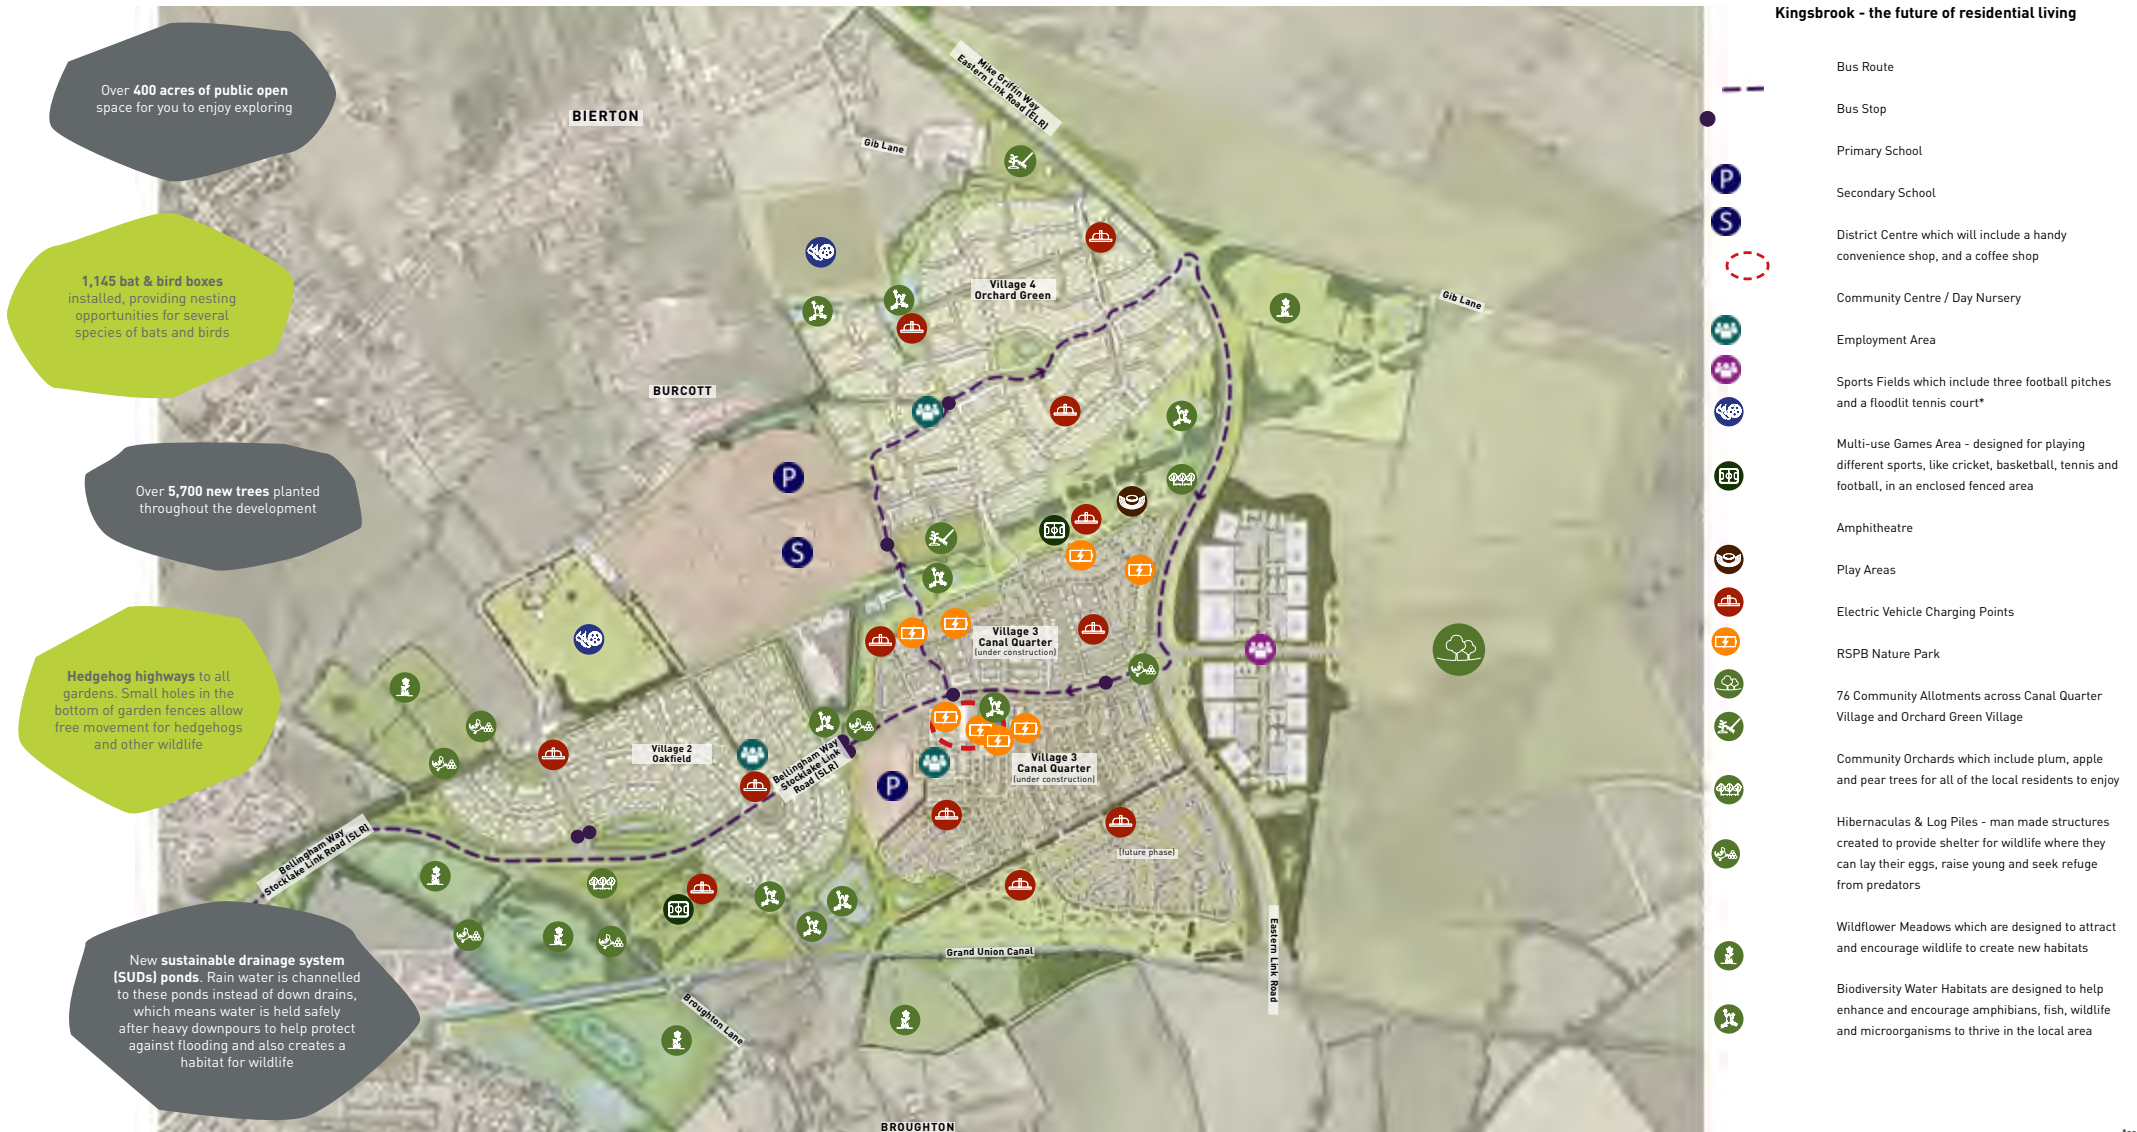 Kingsbrook - the future of residential living
Over 400 acres of public open
space for you to enjoy exploring
1,145 bat & bird boxes
installed, providing nesting
opportunities for several
species of bats and birds
Over 5,700 new trees planted
throughout the development
Hedgehog highways to all
gardens. Small holes in the
bottom of garden fences allow
free movement for hedgehogs
and other wildlife
New sustainable drainage system
(SUDs) ponds. Rain water is channelled
to these ponds instead of down drains,
which means water is held safely
after heavy downpours to help protect
against flooding and also creates a
habitat for wildlife
BIERTON
Mike Griffin Way
Eastern Link Road (ELR)
Gib Lane
Village 4
Orchard Green
Gib Lane
BURCOTT
P
S
Village 3
Canal Quarter
(under construction)
Village 2
Oakfield
Bellingham Way
Stocklake Link
Road (SLR)
Village 3
Canal Quarter
(under construction)
P
Bellingham Way
Stocklake Link Road (SLR)
(future phase)
Grand Union Canal
Eastern Link Road
Broughton Lane
BROUGHTON
Bus Route
Bus Stop
Primary School
P
Secondary School
S
District Centre which will include a handy
convenience shop, and a coffee shop
Community Centre / Day Nursery
Employment Area
Sports Fields which include three football pitches
and a floodlit tennis court*
Multi-use Games Area - designed for playing
different sports, like cricket, basketball, tennis and
football, in an enclosed fenced area
Amphitheatre
Play Areas
Electric Vehicle Charging Points
RSPB Nature Park
76 Community Allotments across Canal Quarter
Village and Orchard Green Village
Community Orchards which include plum, apple
and pear trees for all of the local residents to enjoy
Hibernaculas & Log Piles - man made structures
created to provide shelter for wildlife where they
can lay their eggs, raise young and seek refuge
from predators
Wildflower Meadows which are designed to attract
and encourage wildlife to create new habitats
Biodiversity Water Habitats are designed to help
enhance and encourage amphibians, fish, wildlife
and microorganisms to thrive in the local area